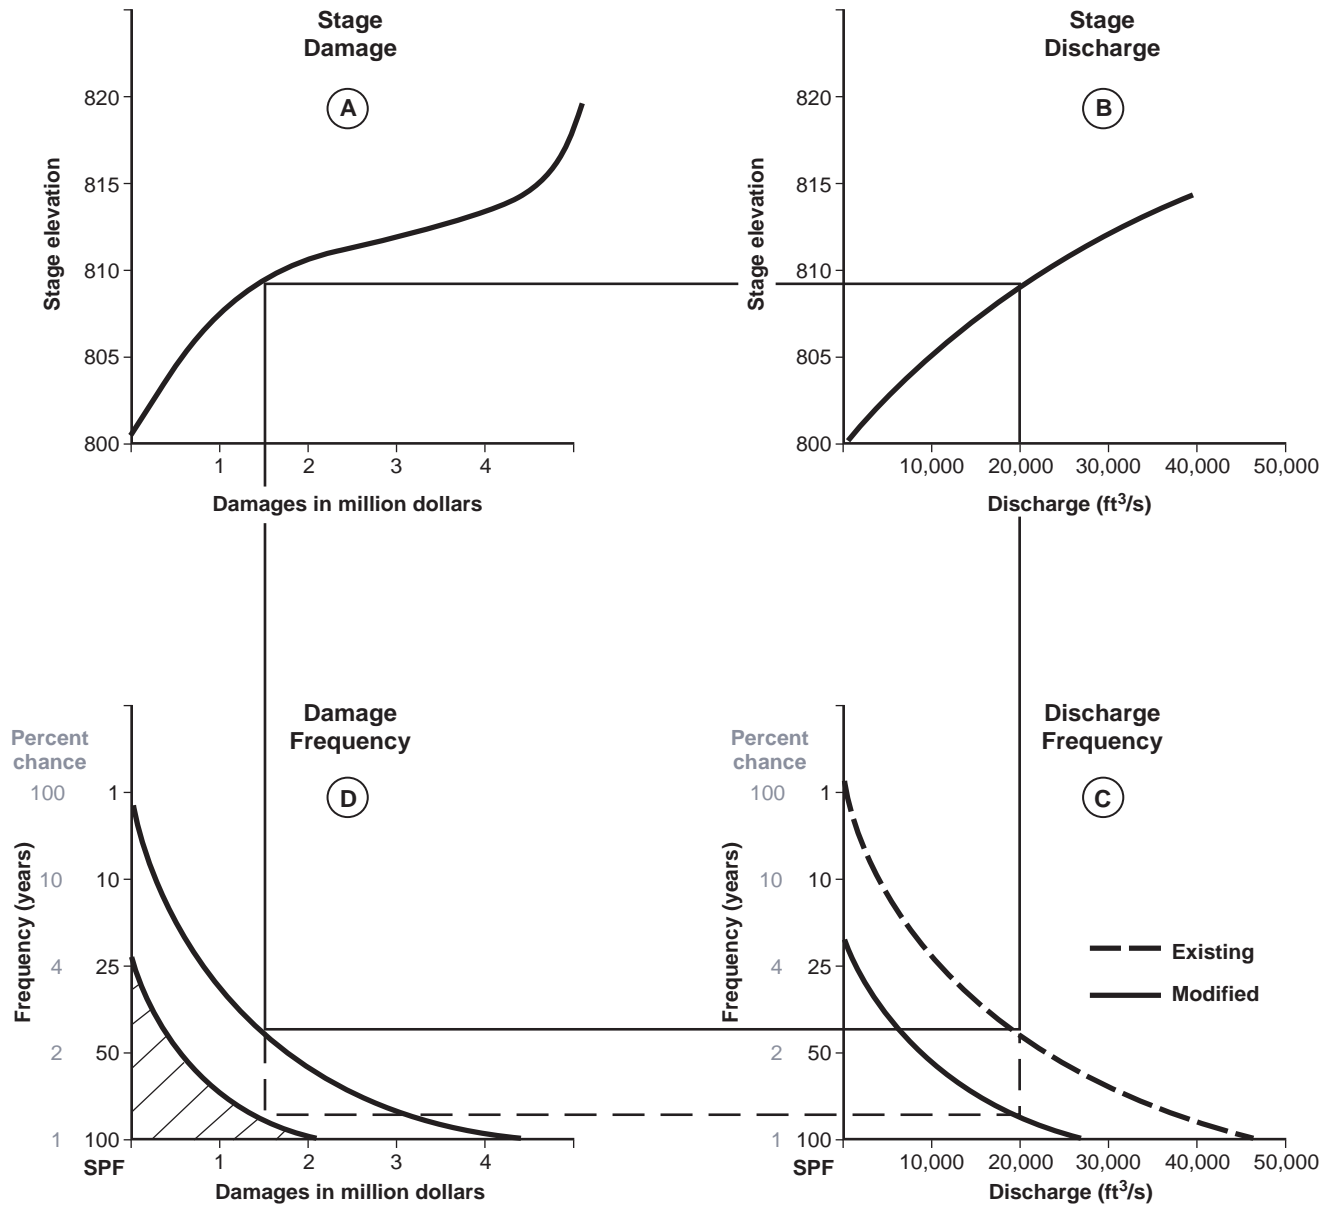 Stage
Damage
A
820
815
810
805
800
Stage elevation
1 2 3 4
Damages in million dollars
Stage
Discharge
B
820
815
810
805
800
Stage elevation
10,000 20,000 30,000 40,000 50,000
Discharge (ft³/s)
Damage
Frequency
D
Percent
chance
100 1
10 10
4 25
2 50
1 100
SPF
Frequency (years)
1 2 3 4
Damages in million dollars
Discharge
Frequency
C
Percent
chance
100 1
10 10
4 25
2 50
1 100
SPF
Frequency (years)
Existing
Modified
10,000 20,000 30,000 40,000 50,000
Discharge (ft³/s)